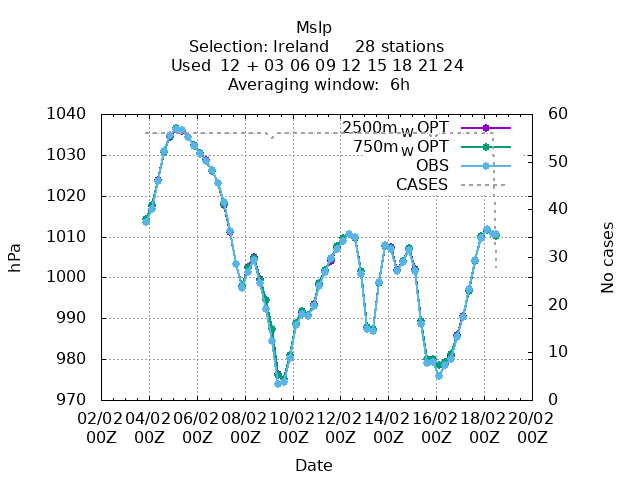 Mslp
Selection: Ireland 28 stations
Used 12 + 03 06 09 12 15 18 21 24
Averaging window: 6h
1040 60
2500m_W OPT
750m_W OPT
OBS
CASES
1030 50
1020 40
1010
1000 30
990 20
980 10
970 0
hPa
No cases
02/02 04/02 06/02 08/02 10/02 12/02 14/02 16/02 18/02 20/02
00Z 00Z 00Z 00Z 00Z 00Z 00Z 00Z 00Z 00Z
Date